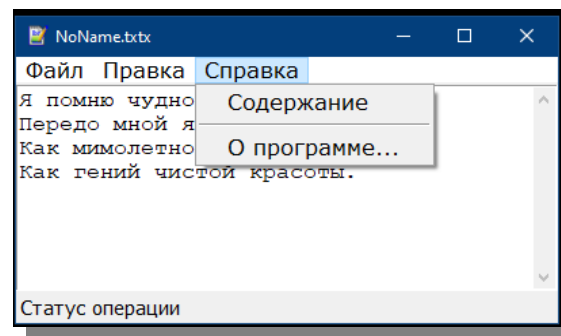 NoName.txtx
Файл Правка Справка
Содержание
О программе...
Я помню чудно
Передо мной я
Как мимолетно
Как гений чистой красоты.
Статус операции